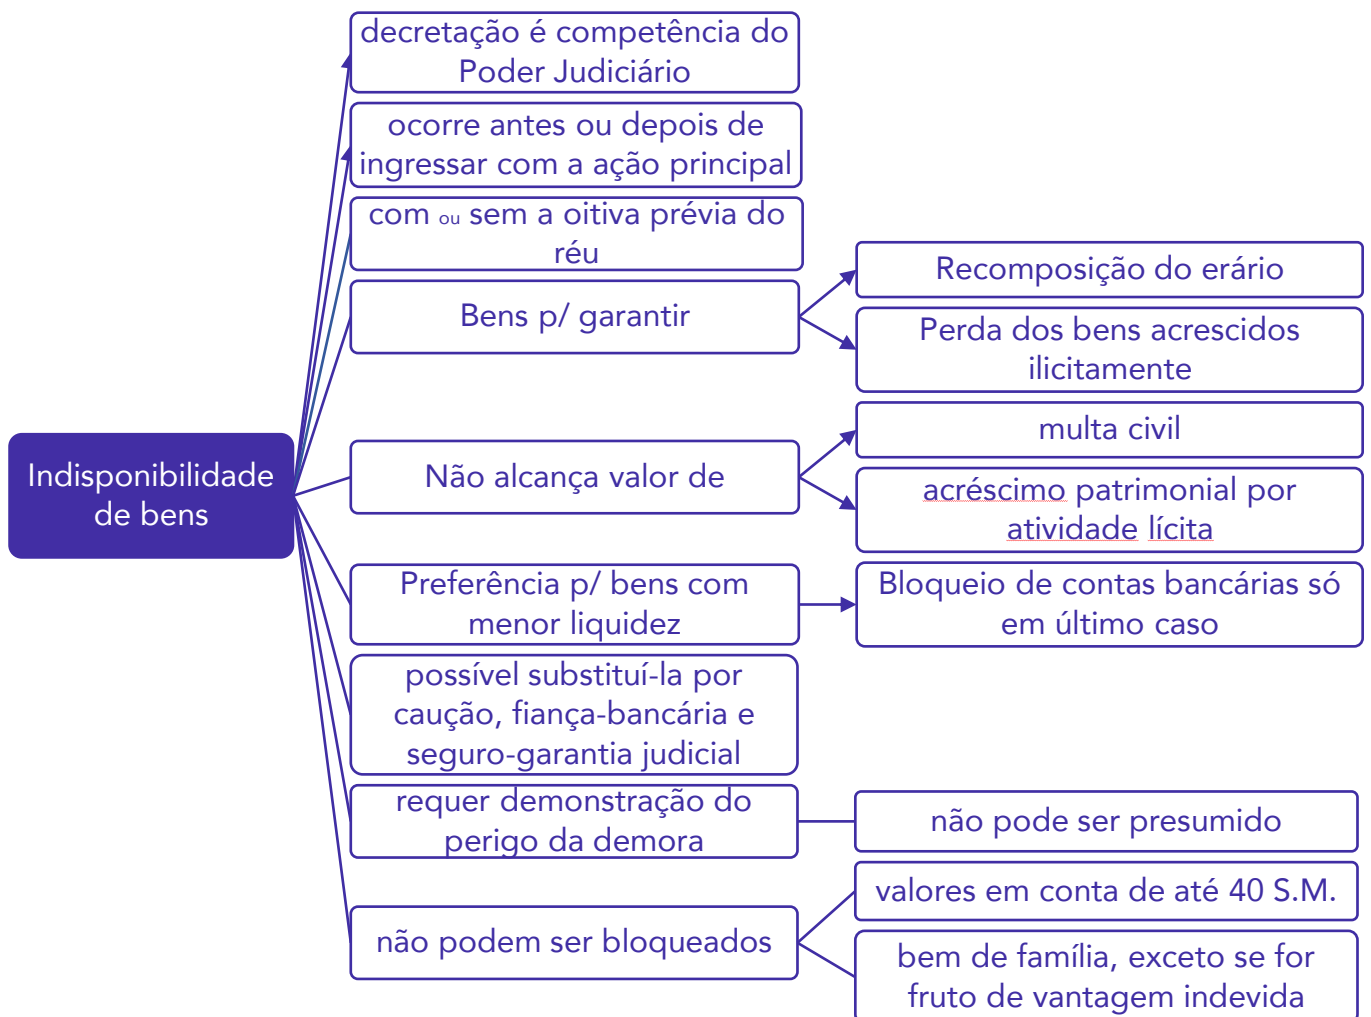 decretação é competência do
Poder Judiciário
ocorre antes ou depois de
ingressar com a ação principal
com ou sem a oitiva prévia do
réu
Bens p/ garantir
Recomposição do erário
Perda dos bens acrescidos
ilicitamente
Indisponibilidade
de bens
Não alcança valor de
multa civil
acréscimo patrimonial por
atividade lícita
Preferência p/ bens com
menor liquidez
Bloqueio de contas bancárias só
em último caso
possível substituí-la por
caução, fiança-bancária e
seguro-garantia judicial
requer demonstração do
perigo da demora
não pode ser presumido
não podem ser bloqueados
valores em conta de até 40 S.M.
bem de família, exceto se for
fruto de vantagem indevida